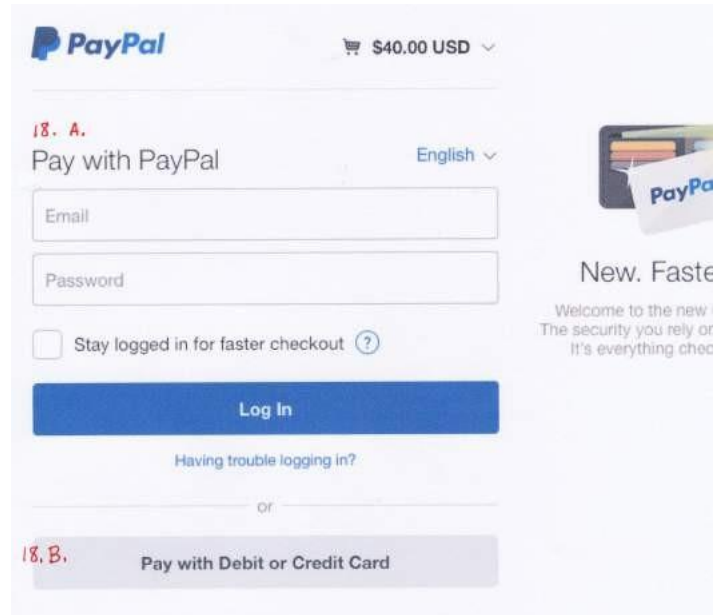 PayPal
$40.00 USD
18. A.
Pay with PayPal
English
Email
Password
Stay logged in for faster checkout ?
Log In
Having trouble logging in?
or
18. B.
Pay with Debit or Credit Card
PayPa
New. Faste
Welcome to the new
The security you rely or
It's everything chec